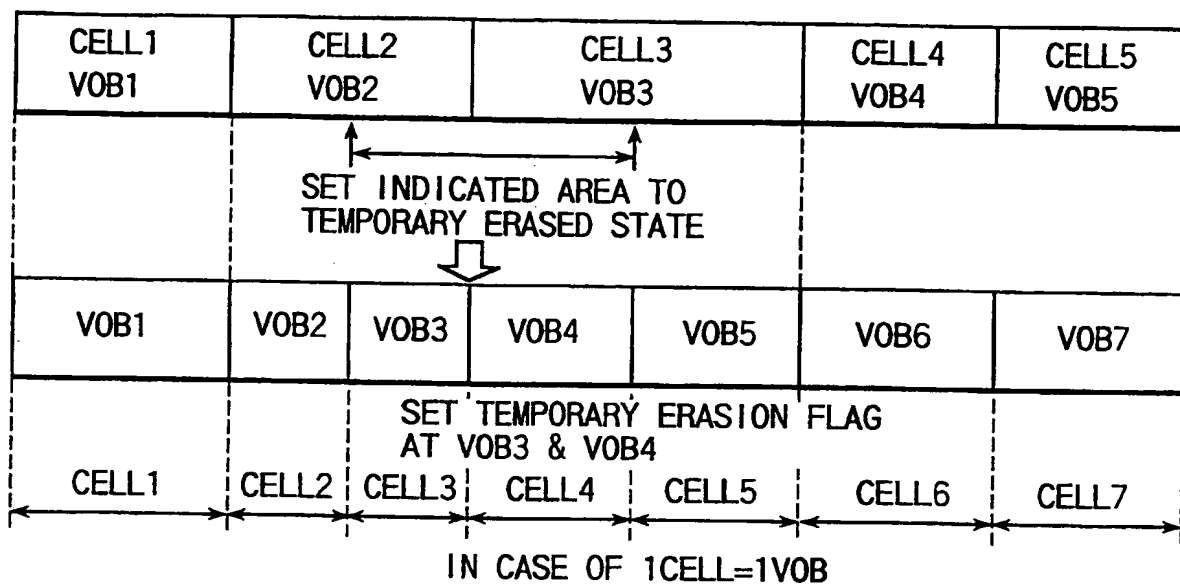 CELL1 CELL2 CELL3 CELL4 CELL5
VOB1 VOB2 VOB3 VOB4 VOB5
SET INDICATED AREA TO
TEMPORARY ERASED STATE
VOB1 VOB2 VOB3 VOB4 VOB5 VOB6 VOB7
SET TEMPORARY ERASION FLAG
AT VOB3 & VOB4
CELL1 CELL2 CELL3 CELL4 CELL5 CELL6 CELL7
IN CASE OF 1CELL=1VOB